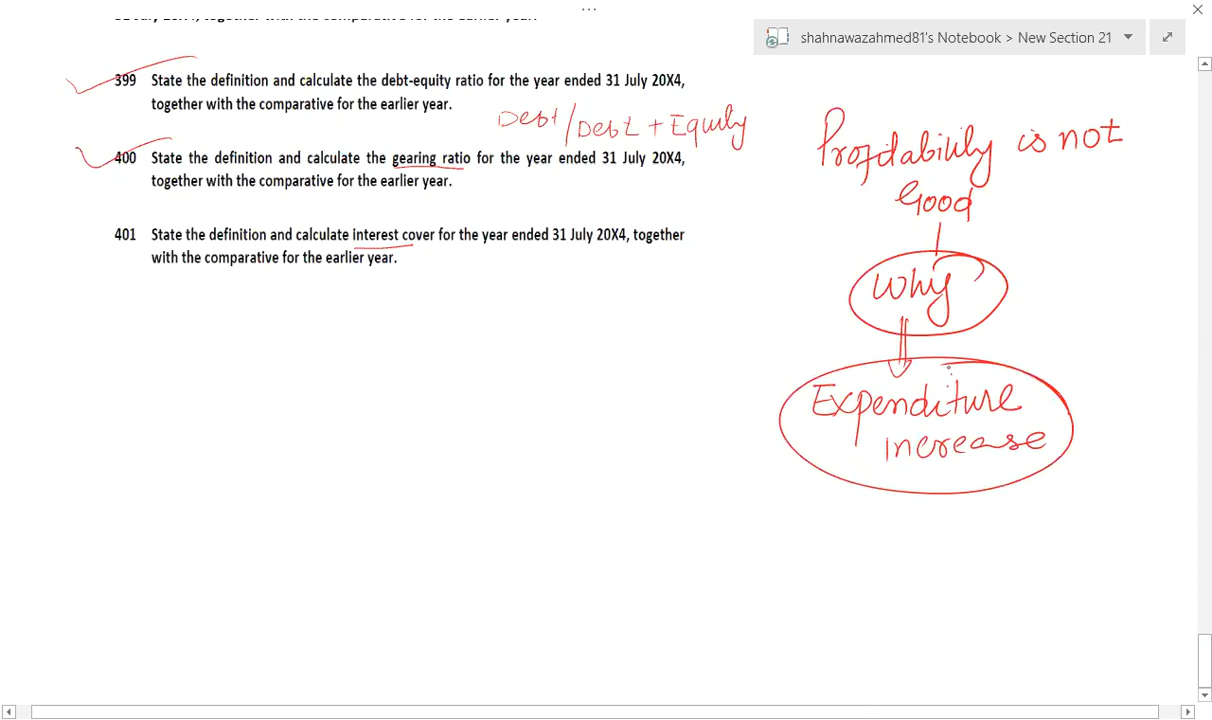 shahnawazahmed81's Notebook > New Section 21
399 State the definition and calculate the debt-equity ratio for the year ended 31 July 20X4,
together with the comparative for the earlier year.
Debt/Debt + Equity
400 State the definition and calculate the gearing ratio for the year ended 31 July 20X4,
together with the comparative for the earlier year.
401 State the definition and calculate interest cover for the year ended 31 July 20X4, together
with the comparative for the earlier year.
Profitability is not
Good
Why
Expenditure
increase